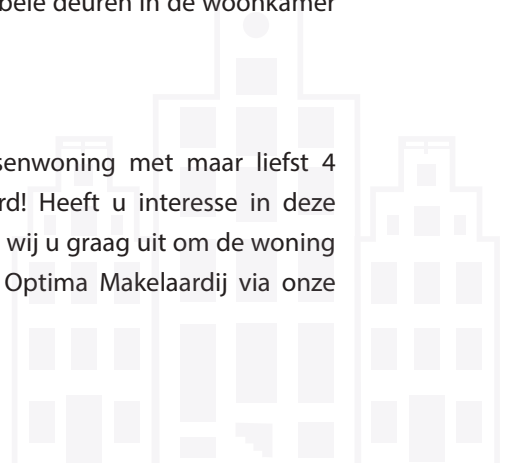 bele deuren in de woonkamer
senwoning met maar liefst 4
rd! Heeft u interesse in deze
wij u graag uit om de woning
Optima Makelaardij via onze